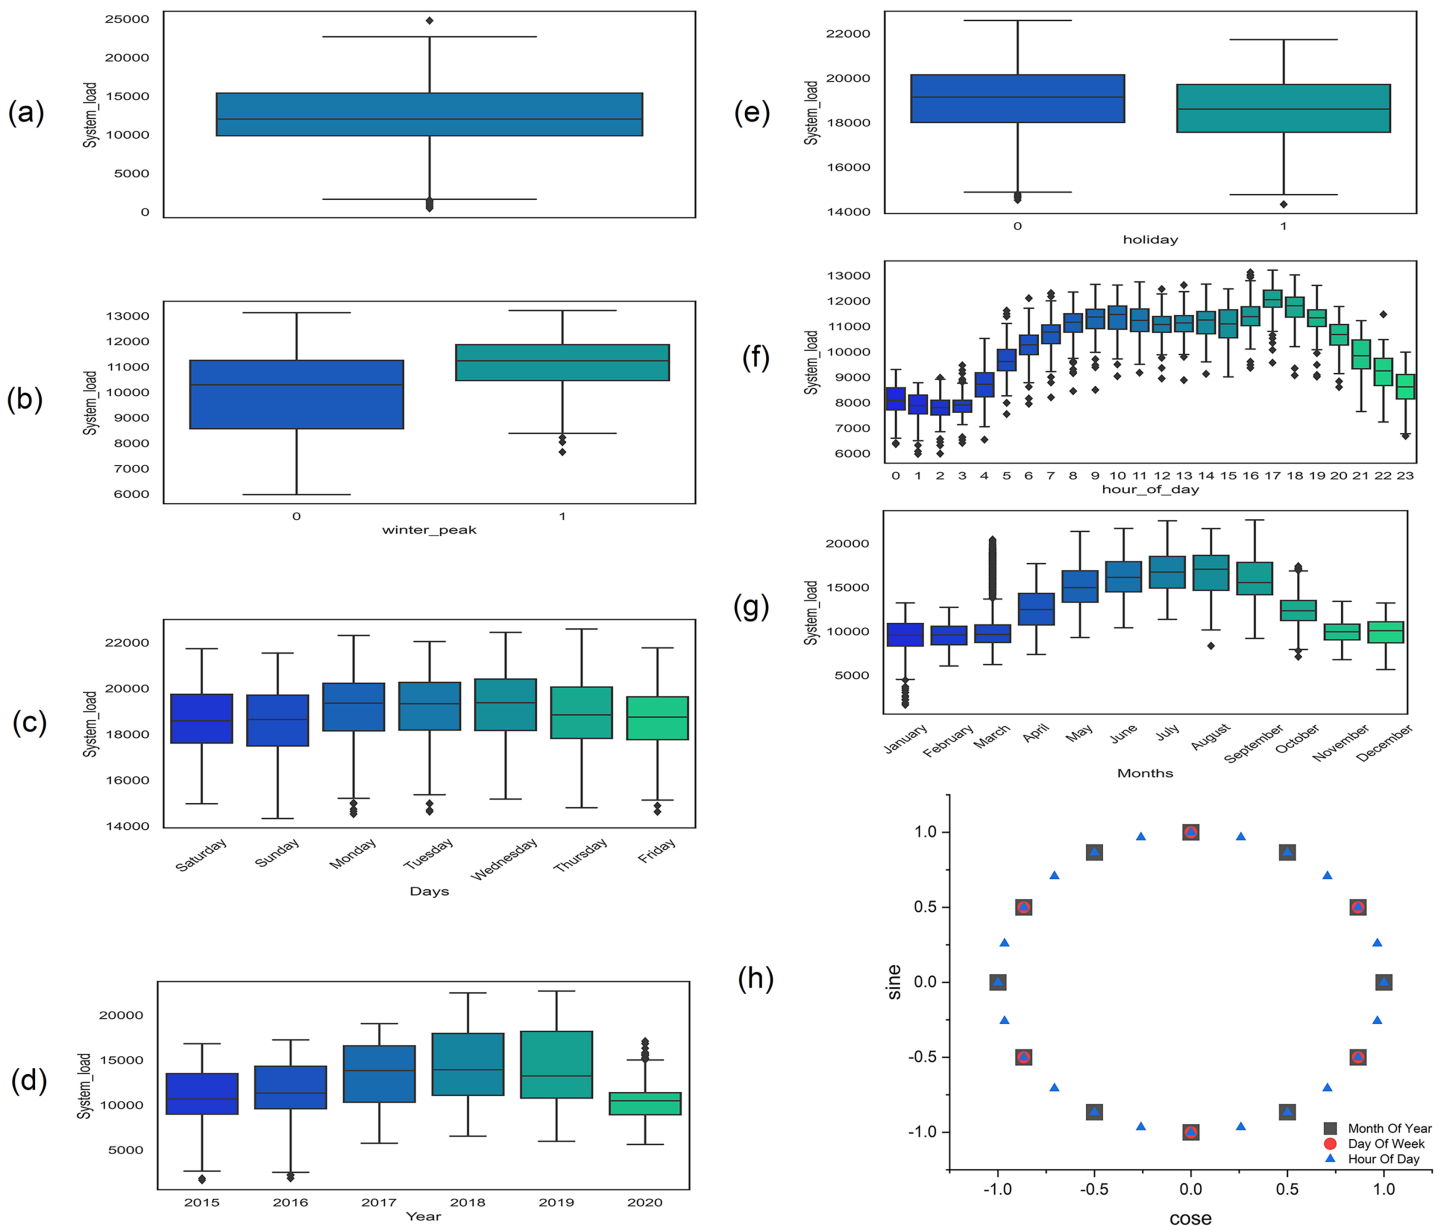 (a)
System_load
25000
20000
15000
10000
5000
0
(b)
System_load
13000
12000
11000
10000
9000
8000
7000
6000
0 1
winter_peak
(c)
System_load
22000
20000
18000
16000
14000
Saturday Sunday Monday Tuesday Wednesday Thursday Friday
Days
(d)
System_load
20000
15000
10000
5000
2015 2016 2017 2018 2019 2020
Year
(e)
System_load
22000
20000
18000
16000
14000
0 1
holiday
(f)
System_load
13000
12000
11000
10000
9000
8000
7000
6000
0 1 2 3 4 5 6 7 8 9 10 11 12 13 14 15 16 17 18 19 20 21 22 23
hour_of_day
(g)
System_load
20000
15000
10000
5000
January February March April May June July August September October November December
Months
(h)
sine
1.0
0.5
0.0
-0.5
-1.0
Month Of Year
Day Of Week
Hour Of Day
-1.0 -0.5 0.0 0.5 1.0
cose